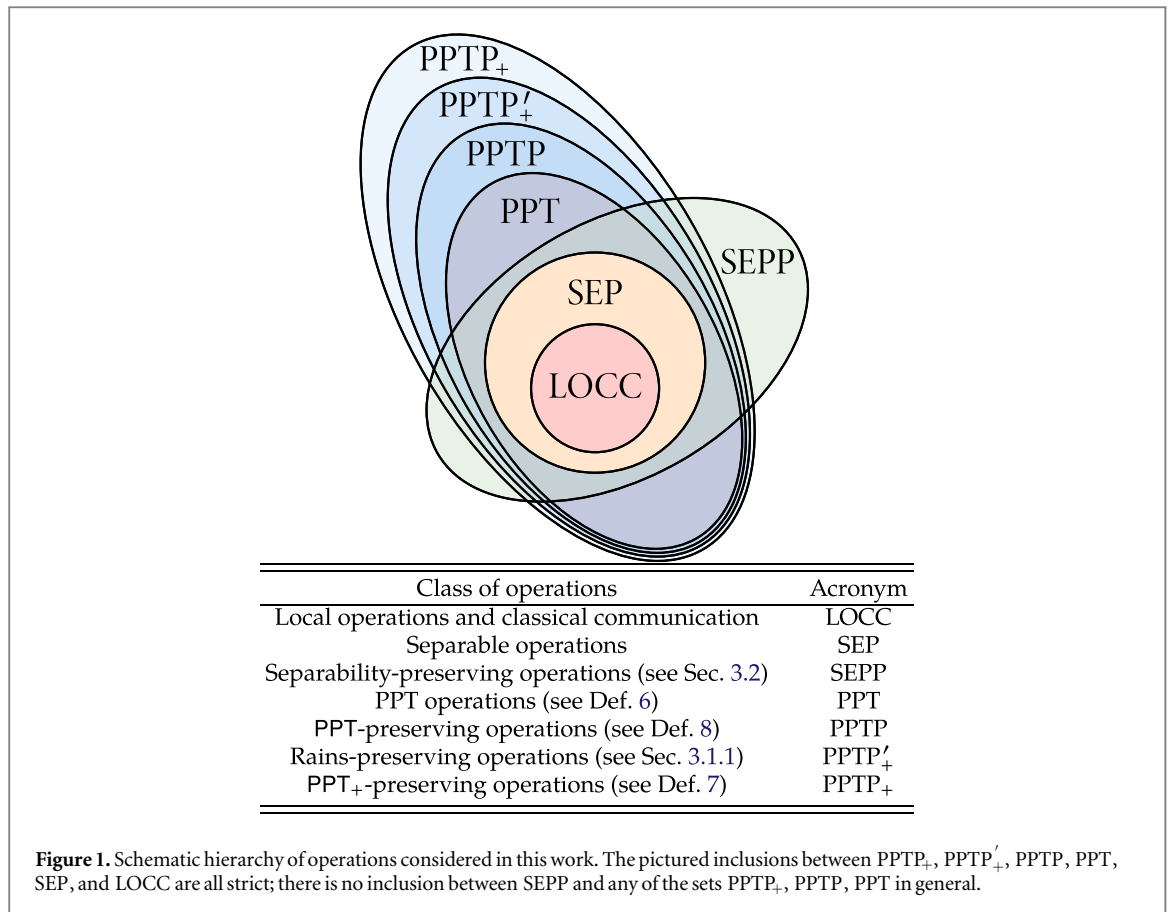 PPTP₊
PPTP′₊
PPTP
PPT
SEPP
SEP
LOCC
Class of operations Acronym
Local operations and classical communication LOCC
Separable operations SEP
Separability-preserving operations (see Sec. 3.2) SEPP
PPT operations (see Def. 6) PPT
PPT-preserving operations (see Def. 8) PPTP
Rains-preserving operations (see Sec. 3.1.1) PPTP′₊
PPT₊-preserving operations (see Def. 7) PPTP₊
Figure 1. Schematic hierarchy of operations considered in this work. The pictured inclusions between PPTP₊, PPTP′₊, PPTP, PPT,
SEP, and LOCC are all strict; there is no inclusion between SEPP and any of the sets PPTP₊, PPTP, PPT in general.